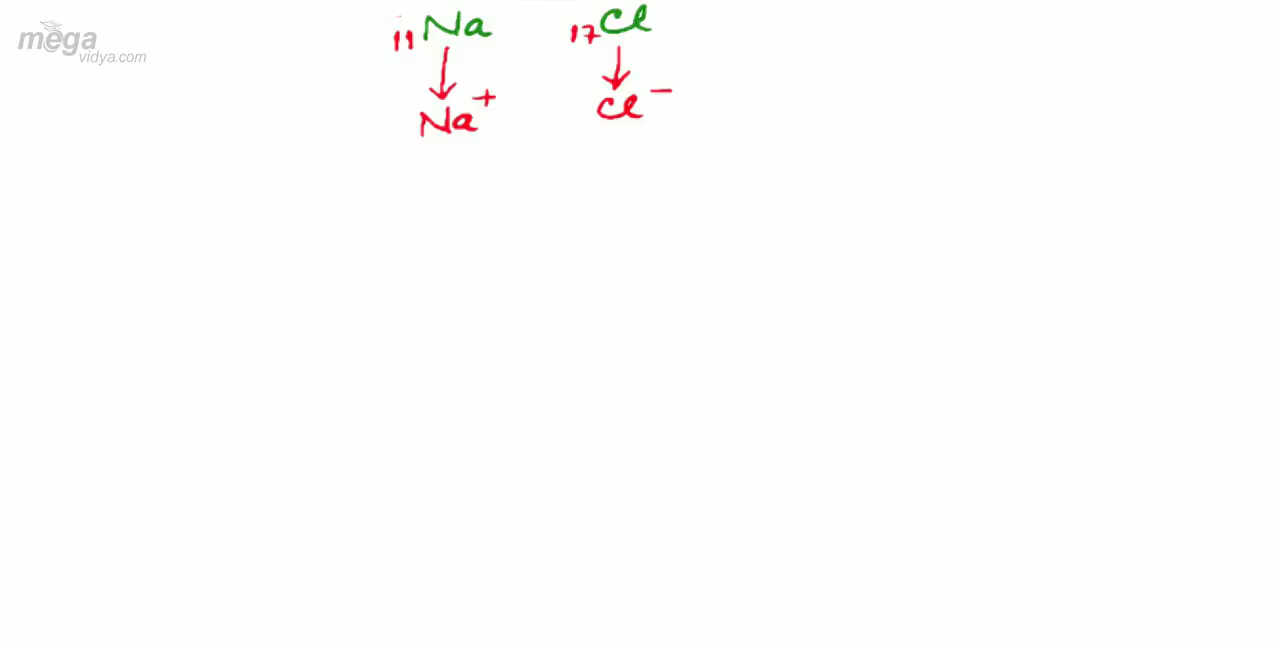 mega
vidya.com
₁₁Na ₁₇Cl
↓ ↓
Na⁺ Cl⁻